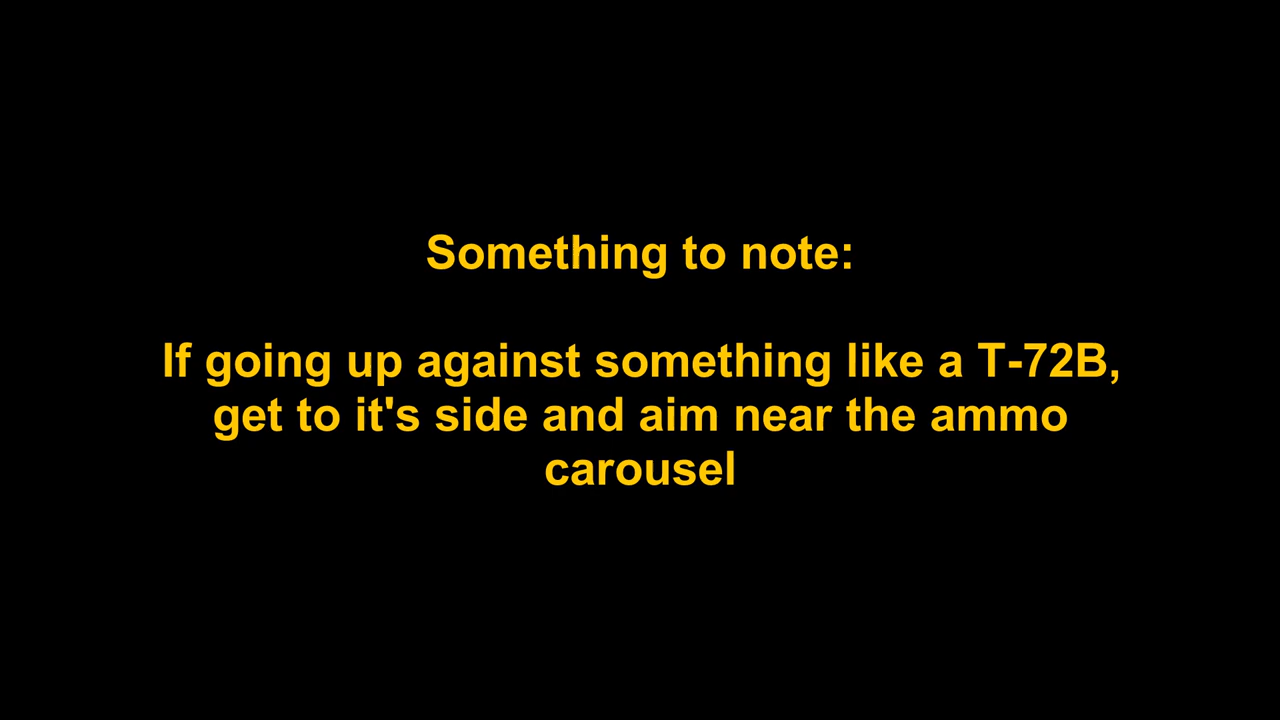 Something to note:
If going up against something like a T-72B,
get to it's side and aim near the ammo
carousel